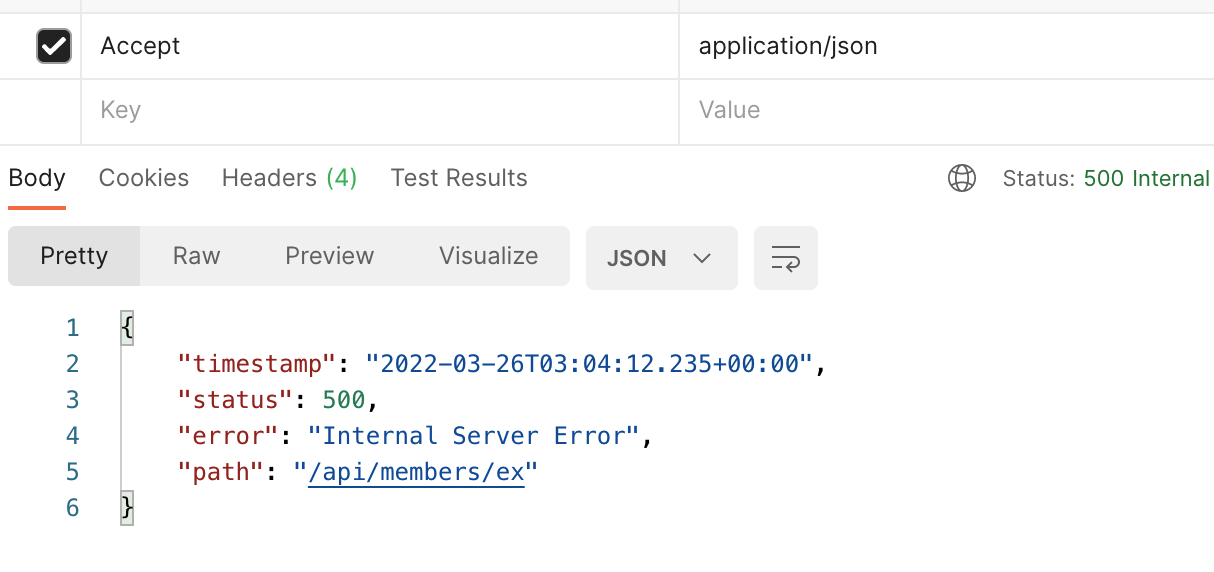 Accept application/json
Key Value
Body Cookies Headers (4) Test Results Status: 500 Internal
Pretty Raw Preview Visualize JSON
1 {
2 "timestamp": "2022-03-26T03:04:12.235+00:00",
3 "status": 500,
4 "error": "Internal Server Error",
5 "path": "/api/members/ex"
6 }